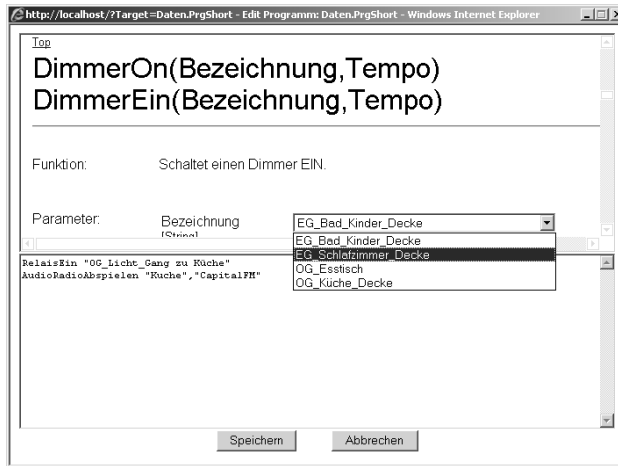 http://localhost/?Target=Daten.PrgShort - Edit Programm: Daten.PrgShort - Windows Internet Explorer
Top
DimmerOn(Bezeichnung,Tempo)
DimmerEin(Bezeichnung,Tempo)
Funktion: Schaltet einen Dimmer EIN.
Parameter: Bezeichnung EG_Bad_Kinder_Decke
[String]
EG_Bad_Kinder_Decke
EG_Schlafzimmer_Decke
OG_Esstisch
OG_Küche_Decke
RelaisEin "OG_Licht_Gang zu Küche"
AudioRadioAbspielen "Kuche","CapitalFM"
Speichern Abbrechen